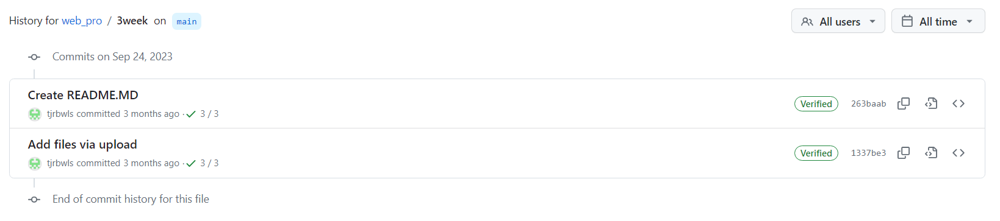 History for web_pro / 3week on main
All users
All time
Commits on Sep 24, 2023
Create README.MD
Verified
263baab
tjrbwls committed 3 months ago · 3 / 3
Add files via upload
Verified
1337be3
tjrbwls committed 3 months ago · 3 / 3
End of commit history for this file